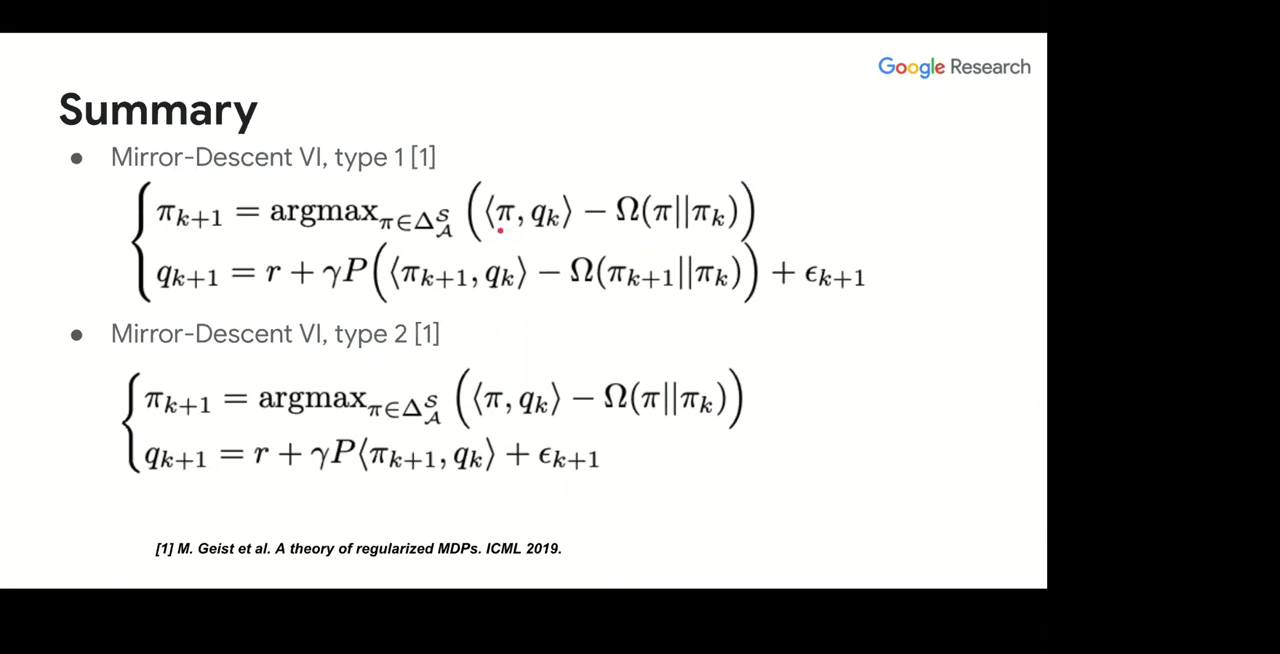 Google Research
Summary
● Mirror-Descent VI, type 1 [1]
π_{k+1} = argmax_{π∈Δ_𝒜^𝒮} (⟨π, q_k⟩ − Ω(π||π_k))
q_{k+1} = r + γP(⟨π_{k+1}, q_k⟩ − Ω(π_{k+1}||π_k)) + ϵ_{k+1}
● Mirror-Descent VI, type 2 [1]
π_{k+1} = argmax_{π∈Δ_𝒜^𝒮} (⟨π, q_k⟩ − Ω(π||π_k))
q_{k+1} = r + γP⟨π_{k+1}, q_k⟩ + ϵ_{k+1}
[1] M. Geist et al. A theory of regularized MDPs. ICML 2019.